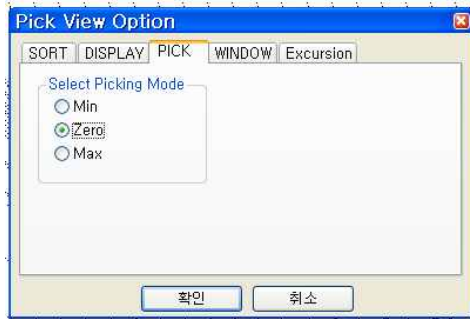 Pick View Option
SORT DISPLAY PICK WINDOW Excursion
Select Picking Mode
Min
Zero
Max
확인 취소